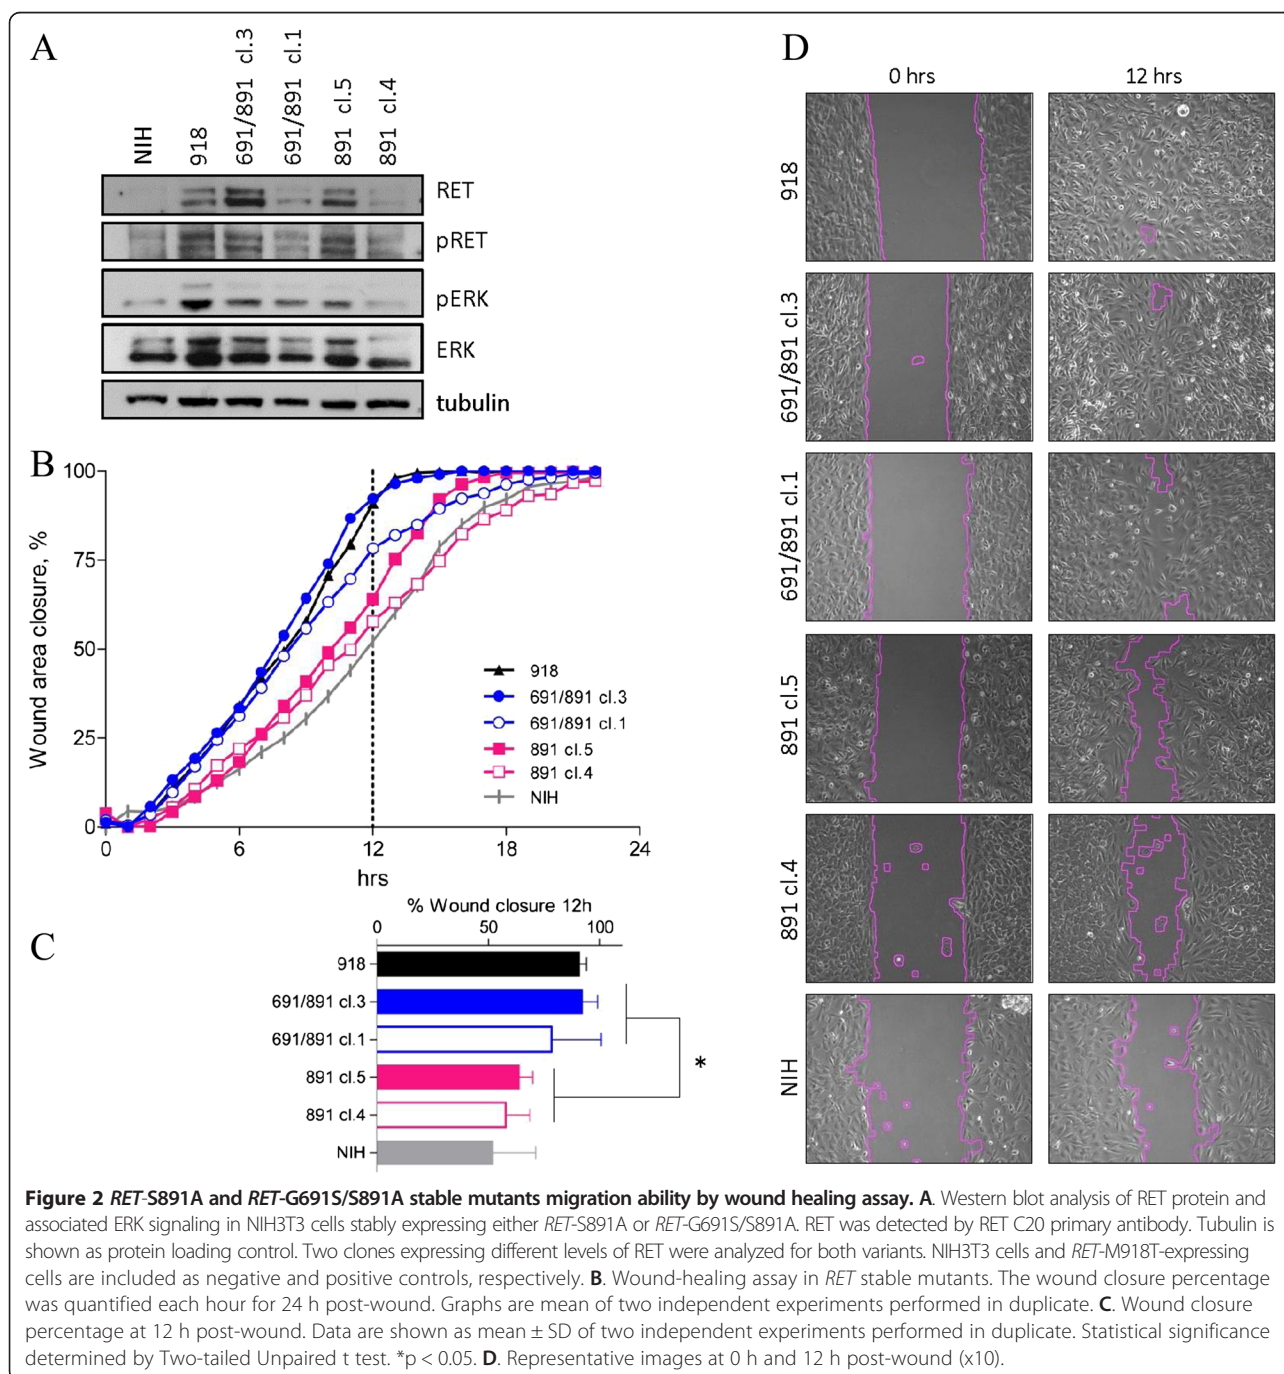 A
NIH
918
691/891 cl.3
691/891 cl.1
891 cl.5
891 cl.4
RET
pRET
pERK
ERK
tubulin
B
100
75
50
25
0
Wound area closure, %
0 6 12 18 24
hrs
918
691/891 cl.3
691/891 cl.1
891 cl.5
891 cl.4
NIH
C
% Wound closure 12h
0 50 100
918
691/891 cl.3
691/891 cl.1
891 cl.5
891 cl.4
NIH
*
D
0 hrs 12 hrs
918
691/891 cl.3
691/891 cl.1
891 cl.5
891 cl.4
NIH
Figure 2 RET-S891A and RET-G691S/S891A stable mutants migration ability by wound healing assay. A. Western blot analysis of RET protein and
associated ERK signaling in NIH3T3 cells stably expressing either RET-S891A or RET-G691S/S891A. RET was detected by RET C20 primary antibody. Tubulin is
shown as protein loading control. Two clones expressing different levels of RET were analyzed for both variants. NIH3T3 cells and RET-M918T-expressing
cells are included as negative and positive controls, respectively. B. Wound-healing assay in RET stable mutants. The wound closure percentage
was quantified each hour for 24 h post-wound. Graphs are mean of two independent experiments performed in duplicate. C. Wound closure
percentage at 12 h post-wound. Data are shown as mean ± SD of two independent experiments performed in duplicate. Statistical significance
determined by Two-tailed Unpaired t test. *p < 0.05. D. Representative images at 0 h and 12 h post-wound (x10).